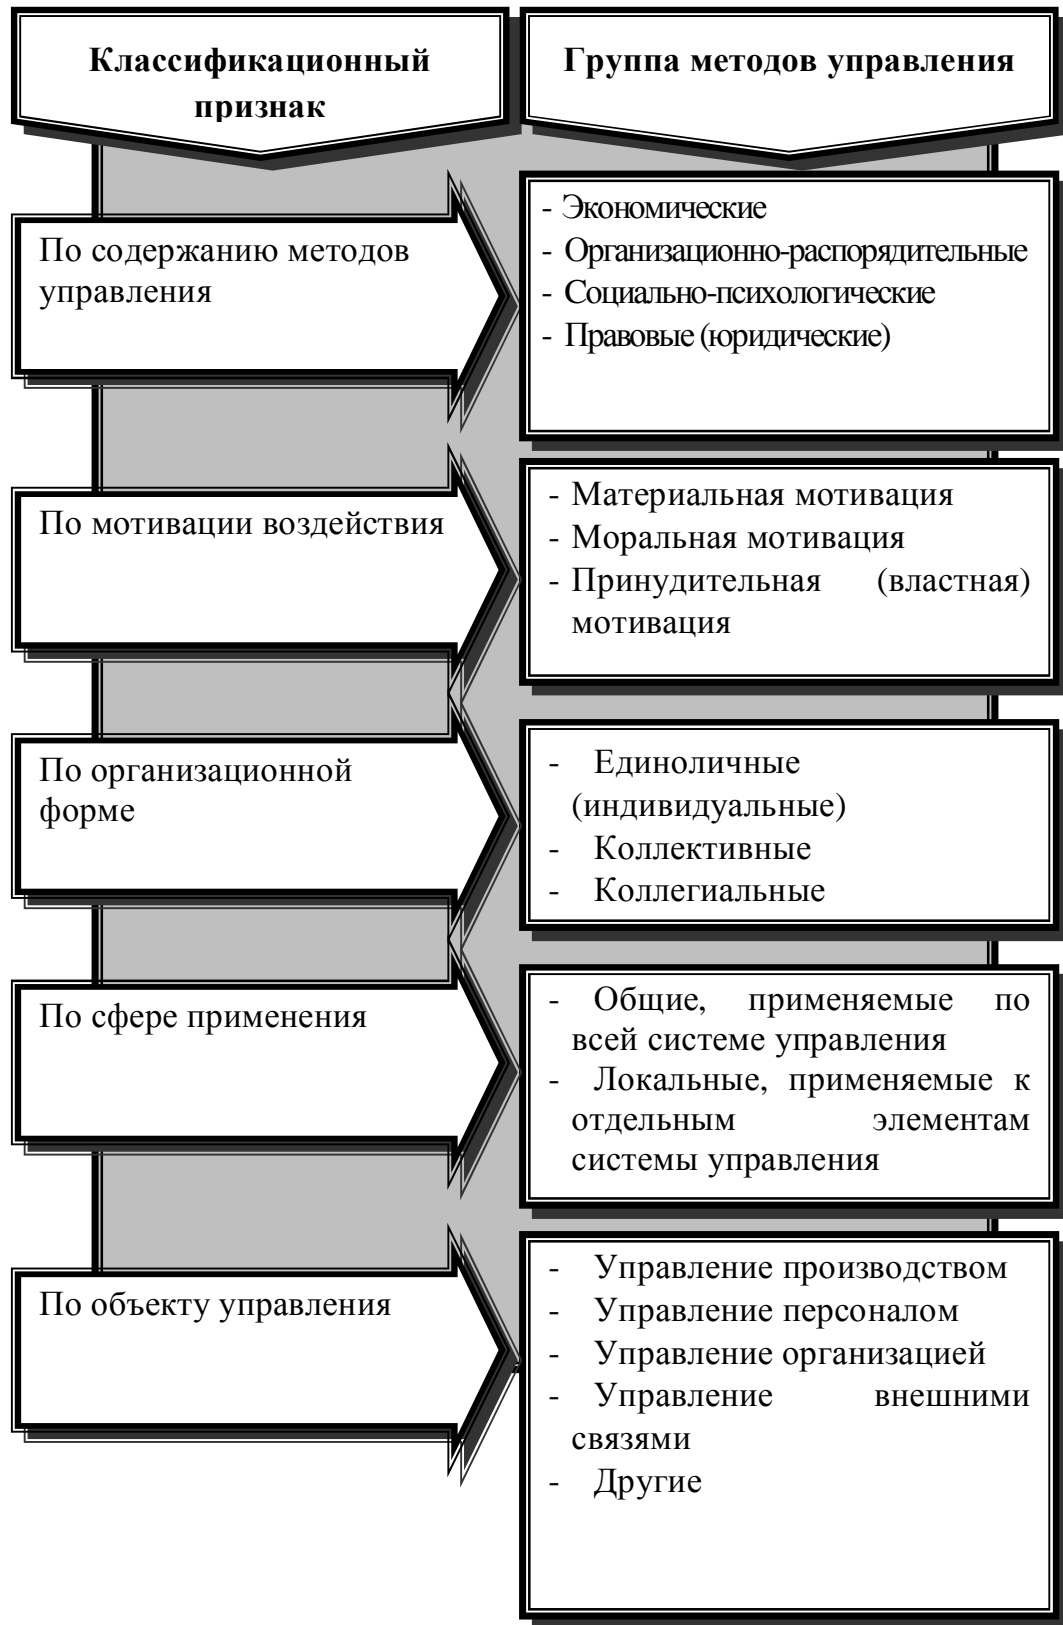 Классификационный
признак
Группа методов управления
По содержанию методов
управления
- Экономические
- Организационно-распорядительные
- Социально-психологические
- Правовые (юридические)
По мотивации воздействия
- Материальная мотивация
- Моральная мотивация
- Принудительная (властная)
мотивация
По организационной
форме
- Единоличные
(индивидуальные)
- Коллективные
- Коллегиальные
По сфере применения
- Общие, применяемые по
всей системе управления
- Локальные, применяемые к
отдельным элементам
системы управления
По объекту управления
- Управление производством
- Управление персоналом
- Управление организацией
- Управление внешними
связями
- Другие